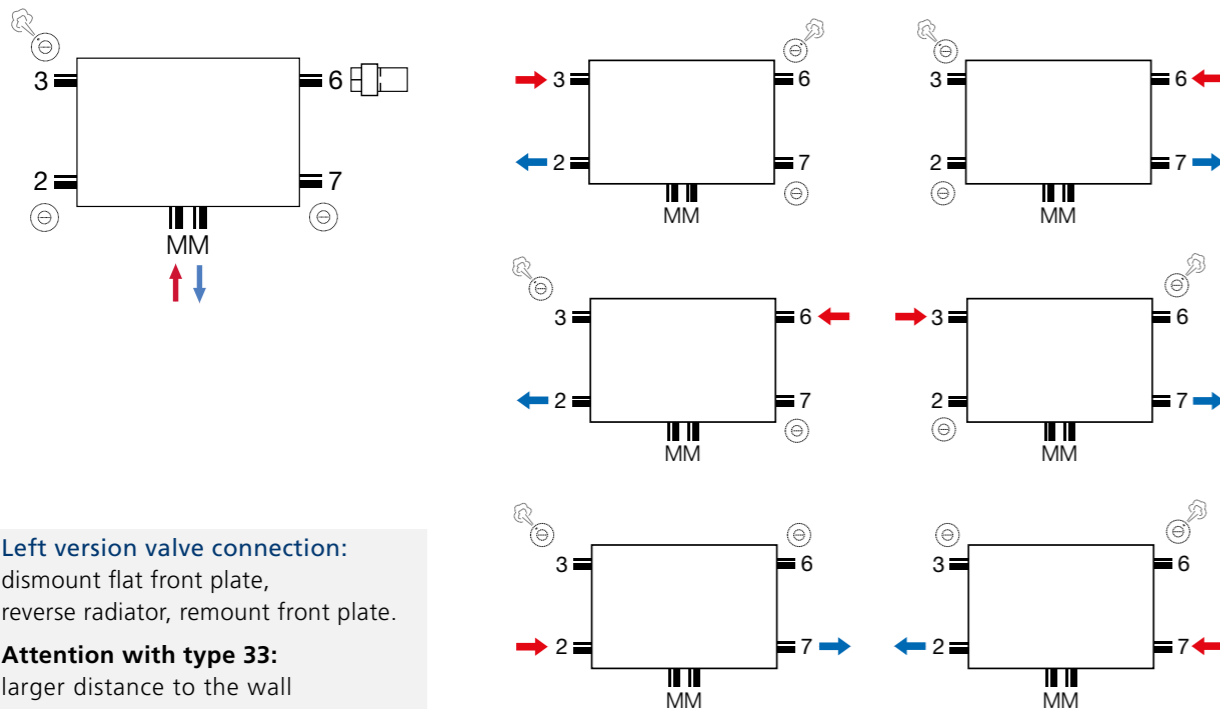 3 6
2 7
MM
3 6
2 7
MM
3 6
2 7
MM
3 6
2 7
MM
3 6
2 7
MM
3 6
2 7
MM
3 6
2 7
MM
Left version valve connection:
dismount flat front plate,
reverse radiator, remount front plate.
Attention with type 33:
larger distance to the wall